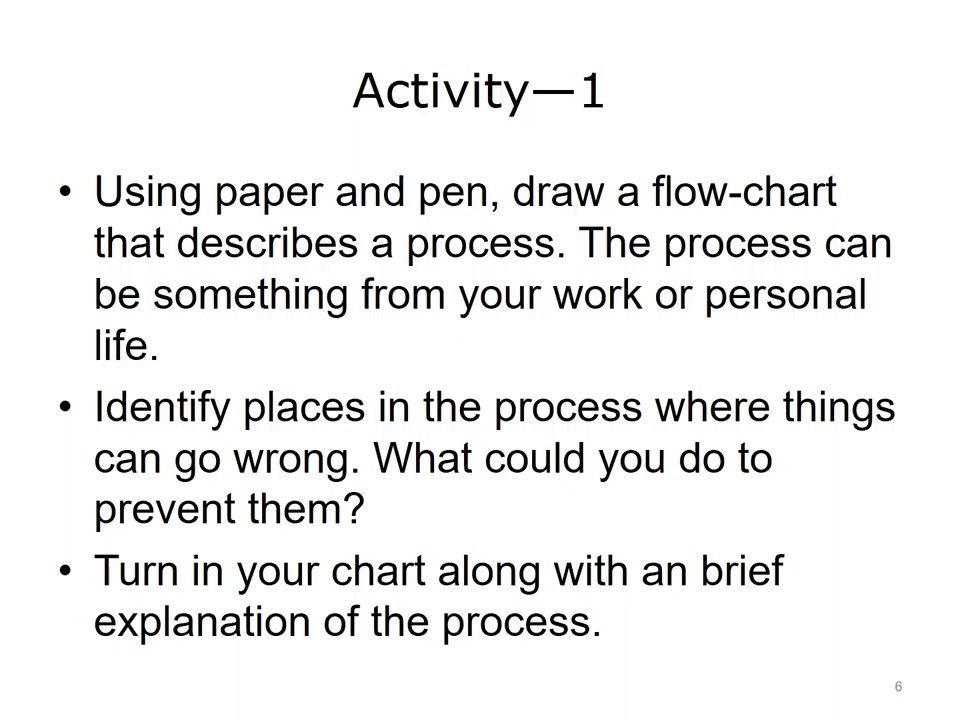 Activity—1
• Using paper and pen, draw a flow-chart
that describes a process. The process can
be something from your work or personal
life.
• Identify places in the process where things
can go wrong. What could you do to
prevent them?
• Turn in your chart along with an brief
explanation of the process.
6